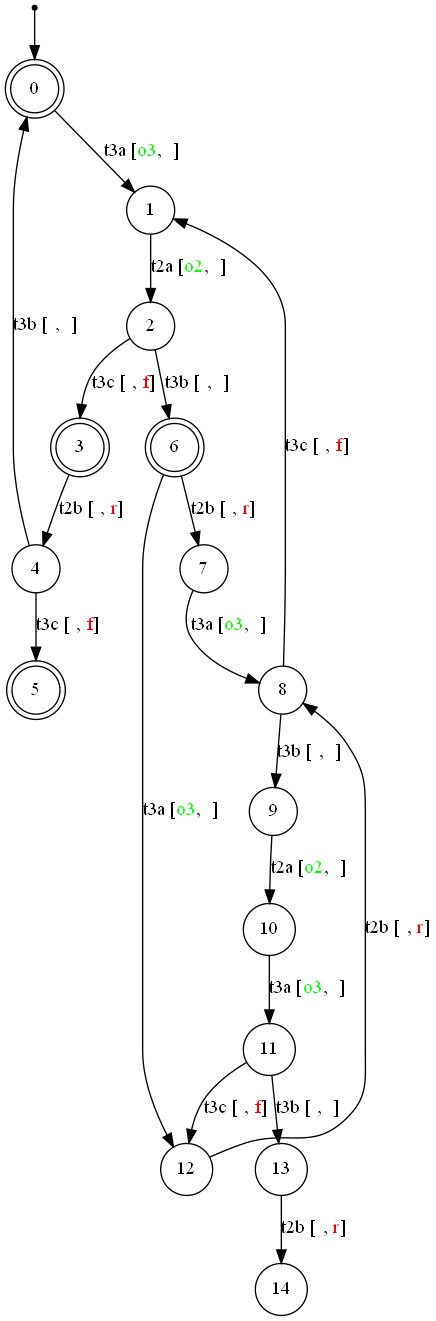 0
t3a [o3, ]
1
t2a [o2, ]
2
t3c [ , f]
t3b [ , ]
t3b [ , ]
3
6
t3c [ , f]
t2b [ , r]
t2b [ , r]
4
7
t3c [ , f]
t3a [o3, ]
5
8
t3b [ , ]
t3a [o3, ]
9
t2a [o2, ]
10
t2b [ , r]
t3a [o3, ]
11
t3c [ , f]
t3b [ , ]
12
13
t2b [ , r]
14